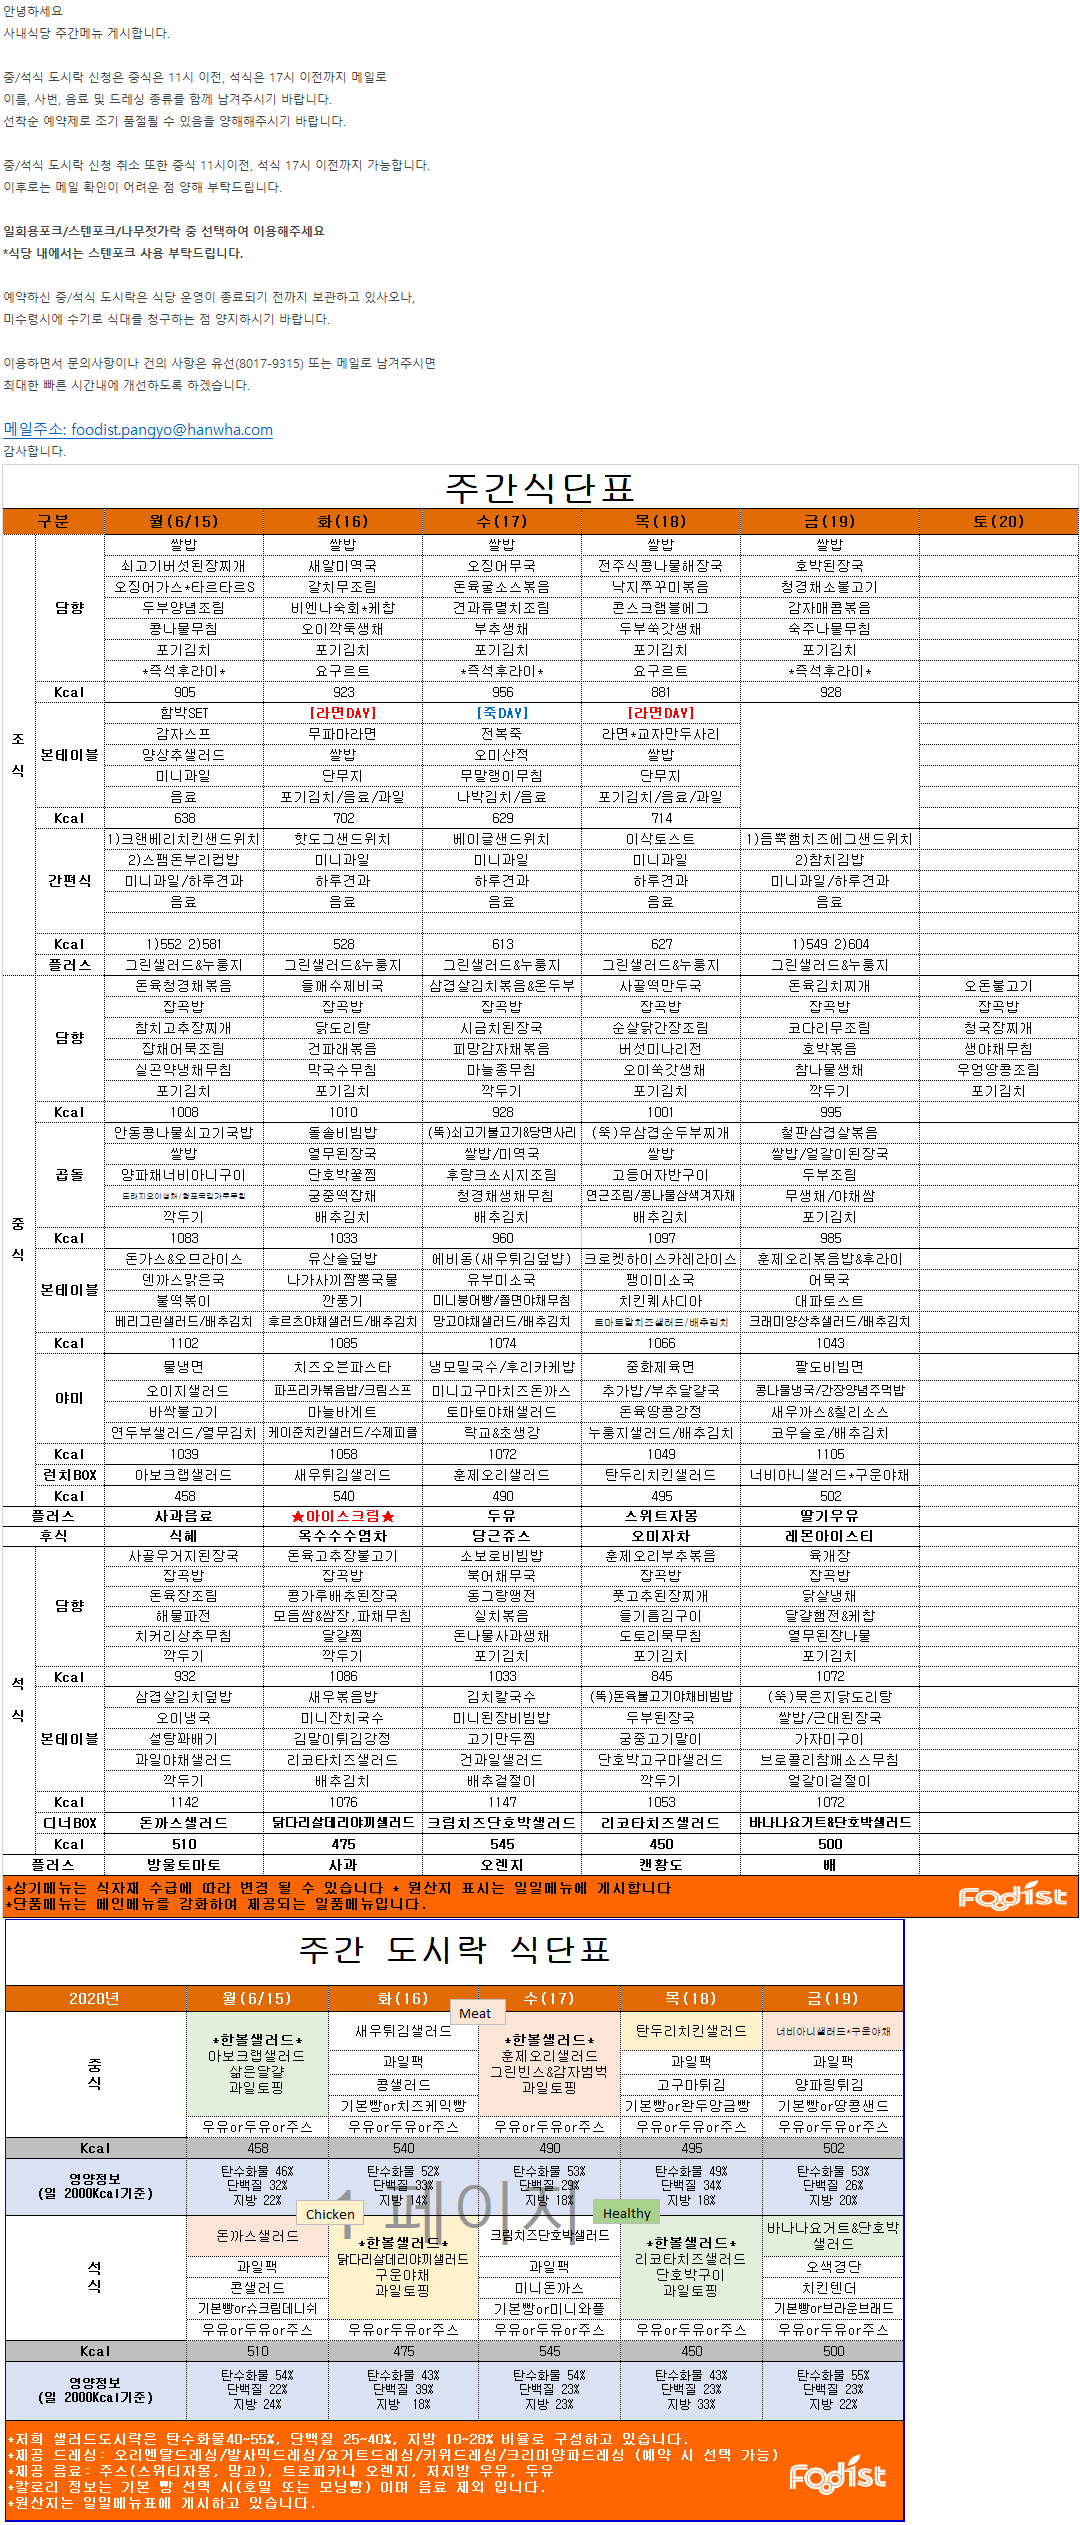 안녕하세요
사내식당 주간메뉴 게시합니다.
중/석식 도시락 신청은 중식은 11시 이전, 석식은 17시 이전까지 메일로
이름, 사번, 음료 및 드레싱 종류를 함께 남겨주시기 바랍니다.
선착순 예약제로 조기 품절될 수 있음을 양해해주시기 바랍니다.
중/석식 도시락 신청 취소 또한 중식 11시이전, 석식 17시 이전까지 가능합니다.
이후로는 메일 확인이 어려운 점 양해 부탁드립니다.
일회용포크/스텐포크/나무젓가락 중 선택하여 이용해주세요
*식당 내에서는 스텐포크 사용 부탁드립니다.
예약하신 중/석식 도시락은 식당 운영이 종료되기 전까지 보관하고 있사오나,
미수령시에 수기로 식대를 청구하는 점 양지하시기 바랍니다.
이용하면서 문의사항이나 건의 사항은 유선(8017-9315) 또는 메일로 남겨주시면
최대한 빠른 시간내에 개선하도록 하겠습니다.
메일주소: foodist.pangyo@hanwha.com
감사합니다.
주간식단표
구분 월(6/15) 화(16) 수(17) 목(18) 금(19) 토(20)
조식
담향
쌀밥 쌀밥 쌀밥 쌀밥 쌀밥
쇠고기버섯된장찌개 새알미역국 오징어무국 전주식콩나물해장국 호박된장국
오징어가스*타르타르S 갈치무조림 돈육굴소스볶음 낙지쭈꾸미볶음 청경채소불고기
두부양념조림 비엔나숙회*케찹 견과류멸치조림 콘스크램블에그 감자매콤볶음
콩나물무침 오이깍둑생채 부추생채 두부쑥갓생채 숙주나물무침
포기김치 포기김치 포기김치 포기김치 포기김치
*즉석후라이* 요구르트 *즉석후라이* 요구르트 *즉석후라이*
Kcal 905 923 956 881 928
본테이블
함박SET [라면DAY] [죽DAY] [라면DAY]
감자스프 무파마라면 전복죽 라면*교자만두사리
양상추샐러드 쌀밥 오미산적 쌀밥
미니과일 단무지 무말랭이무침 단무지
음료 포기김치/음료/과일 나박김치/음료 포기김치/음료/과일
Kcal 638 702 629 714
간편식
1)크랜베리치킨샌드위치 핫도그샌드위치 베이글샌드위치 이삭토스트 1)듬뿍햄치즈에그샌드위치
2)스팸돈부리컵밥 미니과일 미니과일 미니과일 2)참치김밥
미니과일/하루견과 하루견과 하루견과 하루견과 미니과일/하루견과
음료 음료 음료 음료 음료
Kcal 1)552 2)581 528 613 627 1)549 2)604
플러스 그린샐러드&누룽지 그린샐러드&누룽지 그린샐러드&누룽지 그린샐러드&누룽지 그린샐러드&누룽지
중식
담향
돈육청경채볶음 들깨수제비국 삼겹살김치볶음&온두부 사골떡만두국 돈육김치찌개 오돈불고기
잡곡밥 잡곡밥 잡곡밥 잡곡밥 잡곡밥 잡곡밥
참치고추장찌개 닭도리탕 시금치된장국 순살닭간장조림 코다리무조림 청국장찌개
잡채어묵조림 건파래볶음 피망감자채볶음 버섯미나리전 호박볶음 생야채무침
실곤약냉채무침 막국수무침 마늘종무침 오이쑥갓생채 참나물생채 우엉땅콩조림
포기김치 포기김치 깍두기 포기김치 깍두기 포기김치
Kcal 1008 1010 928 1001 995
곱돌
안동콩나물쇠고기국밥 돌솥비빔밥 (뚝)쇠고기불고기&당면사리 (뚝)우삼겹순두부찌개 철판삼겹살볶음
쌀밥 열무된장국 쌀밥/미역국 쌀밥 쌀밥/얼갈이된장국
양파채너비아니구이 단호박꿀찜 후랑크소시지조림 고등어자반구이 두부조림
궁중떡잡채 청경채생채무침 연근조림/콩나물삼색겨자채 무생채/야채쌈
깍두기 배추김치 배추김치 배추김치 포기김치
Kcal 1083 1033 960 1097 985
본테이블
돈가스&오므라이스 유산슬덮밥 에비동(새우튀김덮밥) 크로켓하이스카레라이스 훈제오리볶음밥&후라이
덴까스맑은국 나가사끼짬뽕국물 유부미소국 팽이미소국 어묵국
불떡볶이 깐풍기 미니붕어빵/쫄면야채무침 치킨퀘사디아 대파토스트
베리그린샐러드/배추김치 후르츠야채샐러드/배추김치 망고야채샐러드/배추김치 토마토알치즈샐러드/배추김치 크래미양상추샐러드/배추김치
Kcal 1102 1085 1074 1066 1043
야미
물냉면 치즈오븐파스타 냉모밀국수/후리카케밥 중화제육면 팔도비빔면
오이지샐러드 파프리카볶음밥/크림스프 미니고구마치즈돈까스 추가밥/부추달걀국 콩나물냉국/간장양념주먹밥
바싹불고기 마늘바게트 토마토야채샐러드 돈육땅콩강정 새우까스&칠리소스
연두부샐러드/열무김치 케이준치킨샐러드/수제피클 락교&초생강 누룽지샐러드/배추김치 코우슬로/배추김치
Kcal 1039 1058 1072 1049 1105
런치BOX 아보크랩샐러드 새우튀김샐러드 훈제오리샐러드 탄두리치킨샐러드 너비아니샐러드*구운야채
Kcal 458 540 490 495 502
플러스 사과음료 ★아이스크림★ 두유 스위트자몽 딸기우유
후식 식혜 옥수수수염차 당근쥬스 오미자차 레몬아이스티
석식
담향
사골우거지된장국 돈육고추장불고기 소보로비빔밥 훈제오리부추볶음 육개장
잡곡밥 잡곡밥 북어채무국 잡곡밥 잡곡밥
돈육장조림 콩가루배추된장국 동그랑땡전 풋고추된장찌개 닭살냉채
해물파전 모듬쌈&쌈장,파채무침 실치볶음 들기름김구이 달걀햄전&케찹
치커리상추무침 달걀찜 돈나물사과생채 도토리묵무침 열무된장나물
깍두기 깍두기 포기김치 포기김치 포기김치
Kcal 932 1086 1033 845 1072
본테이블
삼겹살김치덮밥 새우볶음밥 김치칼국수 (뚝)돈육불고기야채비빔밥 (뚝)묵은지닭도리탕
오이냉국 미니잔치국수 미니된장비빔밥 두부된장국 쌀밥/근대된장국
설탕꽈배기 김말이튀김강정 고기만두찜 궁중고기말이 가자미구이
과일야채샐러드 리코타치즈샐러드 건과일샐러드 단호박고구마샐러드 브로콜리참깨소스무침
깍두기 배추김치 배추겉절이 깍두기 얼갈이겉절이
Kcal 1142 1076 1147 1053 1072
디너BOX 돈까스샐러드 닭다리살데리야끼샐러드 크림치즈단호박샐러드 리코타치즈샐러드 바나나요거트&단호박샐러드
Kcal 510 475 545 450 500
플러스 방울토마토 사과 오렌지 캔황도 배
*상기메뉴는 식자재 수급에 따라 변경 될 수 있습니다 * 원산지 표시는 일일메뉴에 게시합니다
*단품메뉴는 메인메뉴를 강화하여 제공되는 일품메뉴입니다.
Foodist
주간 도시락 식단표
2020년 월(6/15) 화(16) 수(17) 목(18) 금(19)
Meat
중식
*한볼샐러드* 새우튀김샐러드 *한볼샐러드* 탄두리치킨샐러드 너비아니샐러드*구운야채
아보크랩샐러드 과일팩 훈제오리샐러드 과일팩 과일팩
삶은달걀 콩샐러드 그린빈스&감자범벅 고구마튀김 양파링튀김
과일토핑 기본빵or치즈케익빵 과일토핑 기본빵or완두앙금빵 기본빵or땅콩샌드
우유or두유or주스 우유or두유or주스 우유or두유or주스 우유or두유or주스 우유or두유or주스
Kcal 458 540 490 495 502
영양정보
(일 2000Kcal기준)
탄수화물 46% 탄수화물 52% 탄수화물 53% 탄수화물 49% 탄수화물 53%
단백질 32% 단백질 33% 단백질 29% 단백질 34% 단백질 26%
지방 22% 지방 14% 지방 18% 지방 18% 지방 20%
1 페이지
Chicken
Healthy
석식
돈까스샐러드 *한볼샐러드* 크림치즈단호박샐러드 *한볼샐러드* 바나나요거트&단호박샐러드
과일팩 닭다리살데리야끼샐러드 과일팩 리코타치즈샐러드 오색경단
콘샐러드 구운야채 미니돈까스 단호박구이 치킨텐더
기본빵or슈크림데니쉬 과일토핑 기본빵or미니와플 과일토핑 기본빵or브라운브래드
우유or두유or주스 우유or두유or주스 우유or두유or주스 우유or두유or주스 우유or두유or주스
Kcal 510 475 545 450 500
영양정보
(일 2000Kcal기준)
탄수화물 54% 탄수화물 43% 탄수화물 54% 탄수화물 43% 탄수화물 55%
단백질 22% 단백질 39% 단백질 23% 단백질 23% 단백질 23%
지방 24% 지방 18% 지방 23% 지방 33% 지방 22%
*저희 샐러드도시락은 탄수화물40~55%, 단백질 25~40%, 지방 10~28% 비율로 구성하고 있습니다.
*제공 드레싱: 오리엔탈드레싱/발사믹드레싱/요거트드레싱/키위드레싱/크리미양파드레싱 (예약 시 선택 가능)
*제공 음료: 주스(스위티자몽, 망고), 트로피카나 오렌지, 저지방 우유, 두유
*칼로리 정보는 기본 빵 선택 시(호밀 또는 모닝빵) 이며 음료 제외 입니다.
*원산지는 일일메뉴표에 게시하고 있습니다.
Foodist